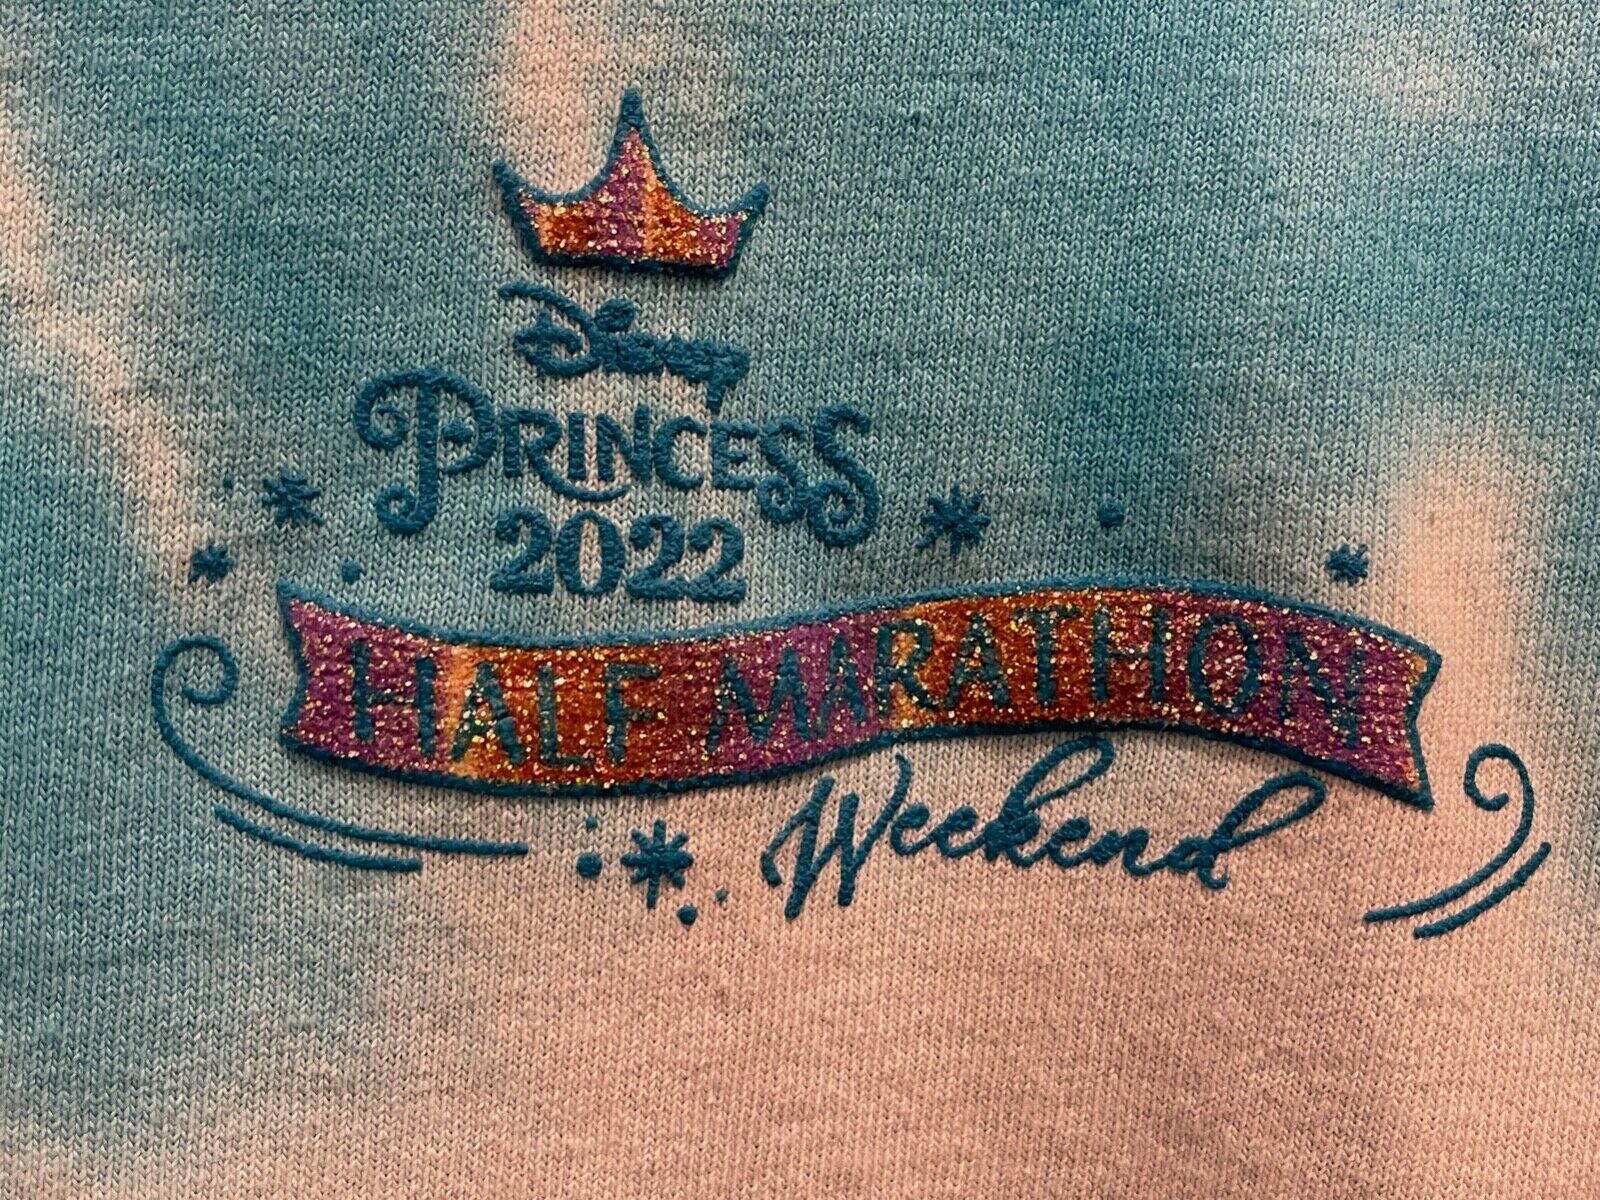 Disney
PRINCESS
2022
HALF MARATHON
Weekend